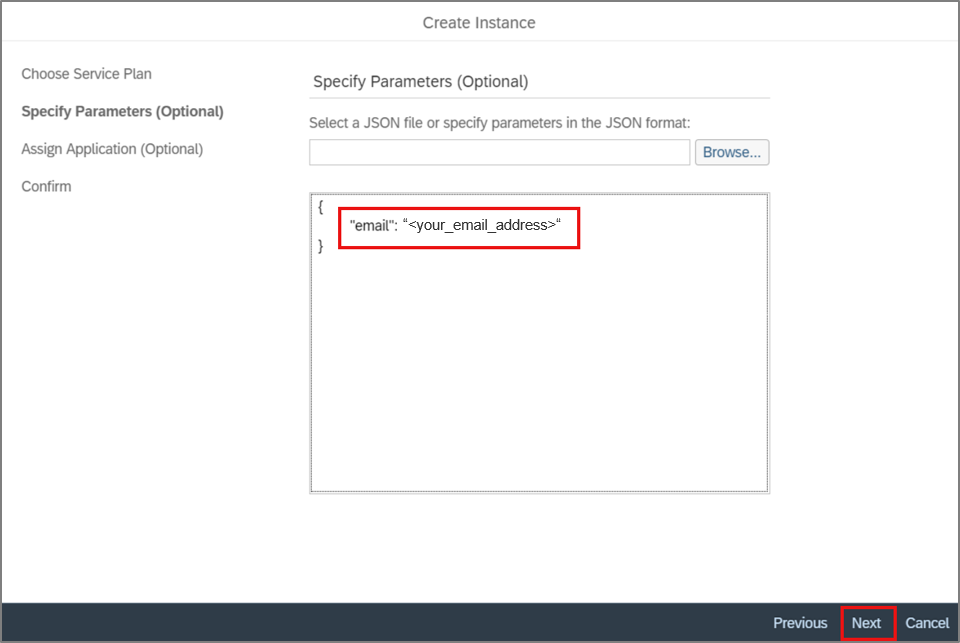 Create Instance
Choose Service Plan
Specify Parameters (Optional)
Assign Application (Optional)
Confirm
Specify Parameters (Optional)
Select a JSON file or specify parameters in the JSON format:
Browse...
{
"email": “<your_email_address>“
}
Previous Next Cancel